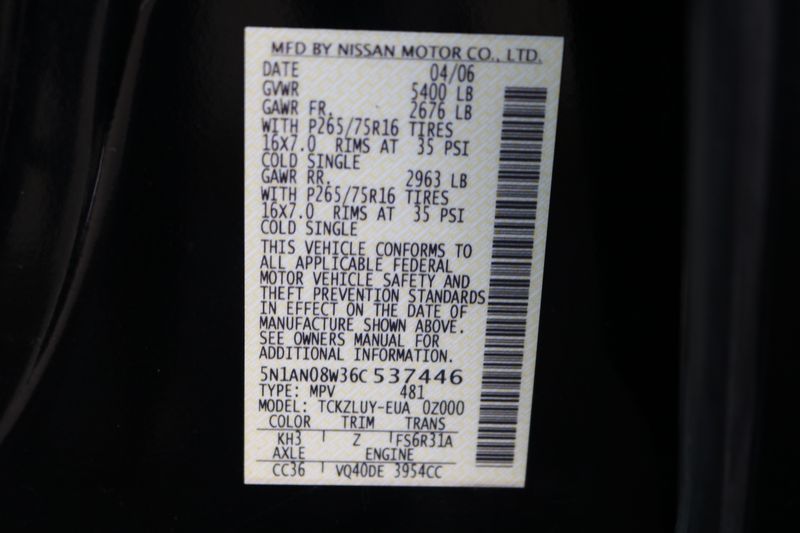 MFD BY NISSAN MOTOR CO., LTD.
DATE 04/06
GVWR 5400 LB
GAWR FR. 2676 LB
WITH P265/75R16 TIRES
16X7.0 RIMS AT 35 PSI
COLD SINGLE
GAWR RR. 2963 LB
WITH P265/75R16 TIRES
16X7.0 RIMS AT 35 PSI
COLD SINGLE
THIS VEHICLE CONFORMS TO
ALL APPLICABLE FEDERAL
MOTOR VEHICLE SAFETY AND
THEFT PREVENTION STANDARDS
IN EFFECT ON THE DATE OF
MANUFACTURE SHOWN ABOVE.
SEE OWNERS MANUAL FOR
ADDITIONAL INFORMATION.
5N1AN08W36C 537446
TYPE: MPV 481
MODEL: TCKZLUY-EUA 0Z000
COLOR TRIM TRANS
KH3 Z FS6R31A
AXLE ENGINE
CC36 VQ40DE 3954CC